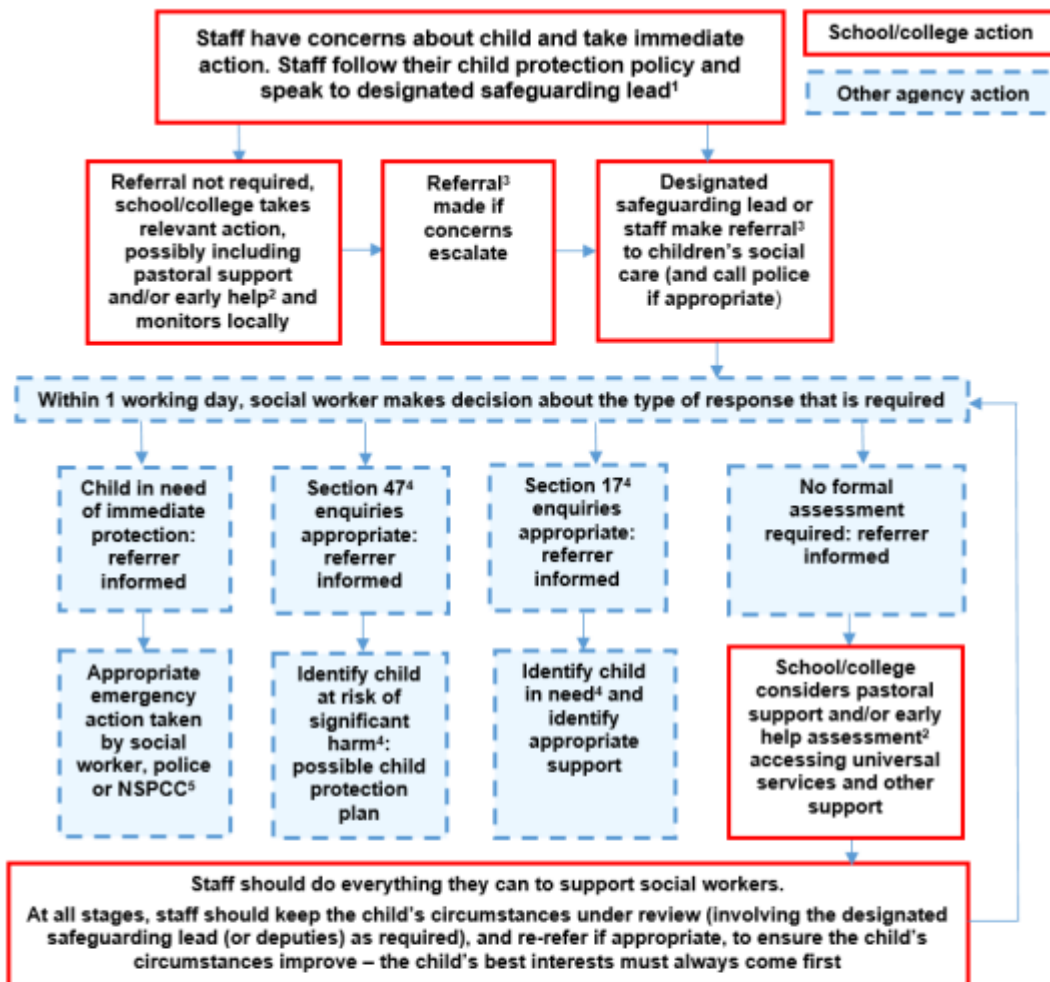 Staff have concerns about child and take immediate
action. Staff follow their child protection policy and
speak to designated safeguarding lead¹
School/college action
Other agency action
Referral not required,
school/college takes
relevant action,
possibly including
pastoral support
and/or early help² and
monitors locally
Referral³
made if
concerns
escalate
Designated
safeguarding lead or
staff make referral³
to children's social
care (and call police
if appropriate)
Within 1 working day, social worker makes decision about the type of response that is required
Child in need
of immediate
protection:
referrer
informed
Section 47⁴
enquiries
appropriate:
referrer
informed
Section 17⁴
enquiries
appropriate:
referrer
informed
No formal
assessment
required: referrer
informed
Appropriate
emergency
action taken
by social
worker, police
or NSPCC⁵
Identify child
at risk of
significant
harm⁴:
possible child
protection
plan
Identify child
in need⁴ and
identify
appropriate
support
School/college
considers pastoral
support and/or early
help assessment²
accessing universal
services and other
support
Staff should do everything they can to support social workers.
At all stages, staff should keep the child's circumstances under review (involving the designated
safeguarding lead (or deputies) as required), and re-refer if appropriate, to ensure the child's
circumstances improve – the child's best interests must always come first